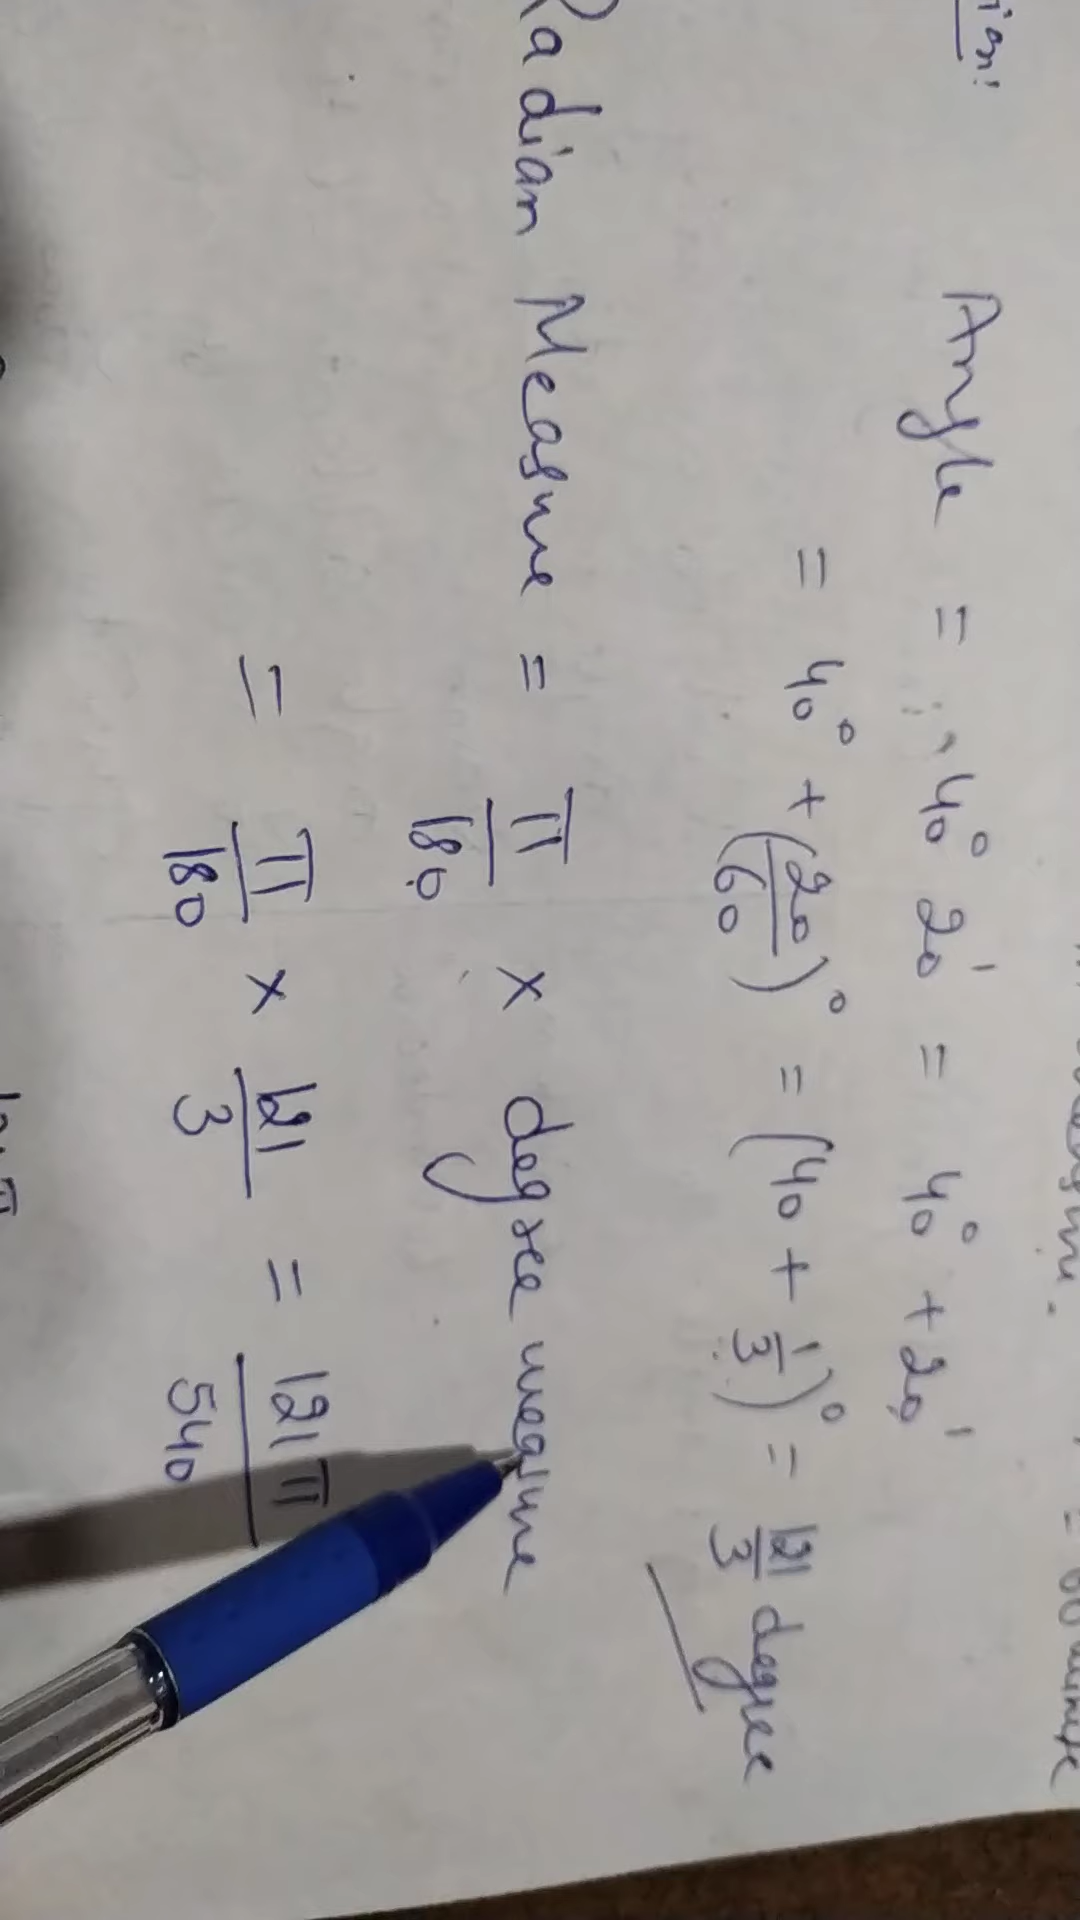 Angle = 40° 20' = 40° + 20'
= 40° + (20/60)° = (40 + 1/3)° = 121/3 degree
Radian Measure = π/180 × degree measure
= π/180 × 121/3 = 121π/540